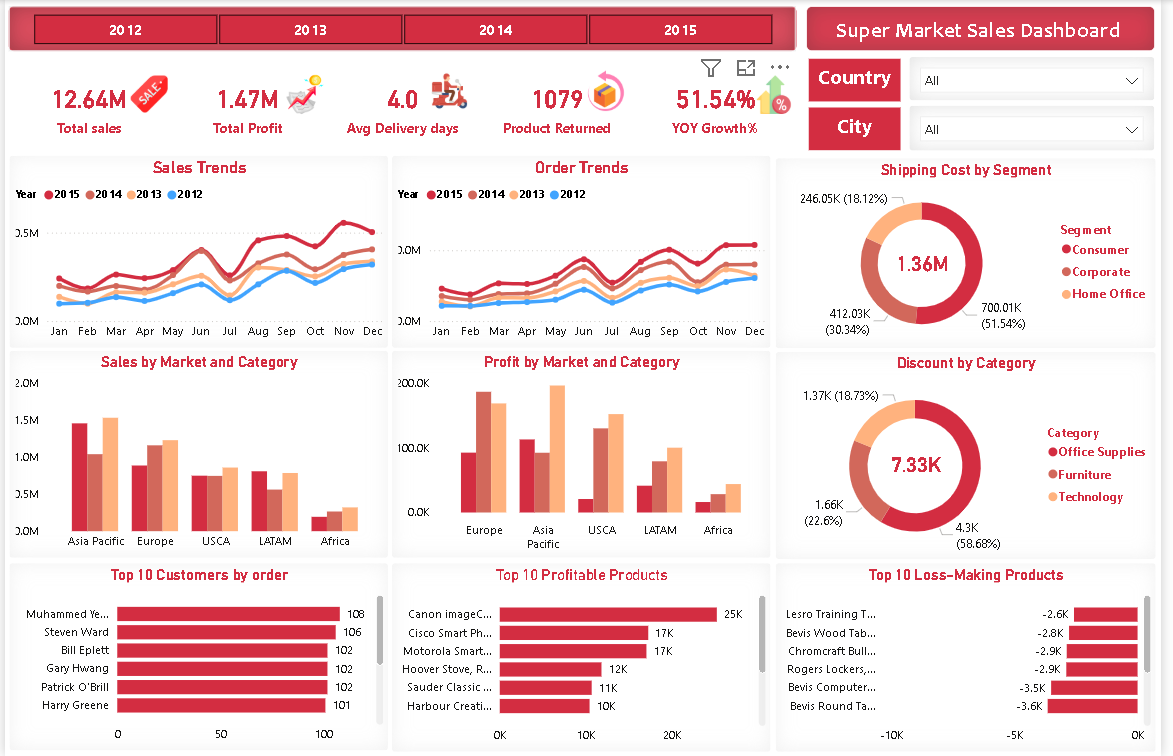 2012 2013 2014 2015
Super Market Sales Dashboard
Country All
City All
12.64M
Total sales
1.47M
Total Profit
4.0
Avg Delivery days
1079
Product Returned
51.54%
YOY Growth%
SALE
%
Sales Trends
Year 2015 2014 2013 2012
0.5M
0.0M
Jan Feb Mar Apr May Jun Jul Aug Sep Oct Nov Dec
Order Trends
Year 2015 2014 2013 2012
0.0M
0.0M
Jan Feb Mar Apr May Jun Jul Aug Sep Oct Nov Dec
Shipping Cost by Segment
246.05K (18.12%)
1.36M
412.03K
(30.34%)
700.01K
(51.54%)
Segment
Consumer
Corporate
Home Office
Sales by Market and Category
2.0M
1.5M
1.0M
0.5M
0.0M
Asia Pacific Europe USCA LATAM Africa
Profit by Market and Category
200.0K
100.0K
0.0K
Europe Asia Pacific USCA LATAM Africa
Discount by Category
1.37K (18.73%)
7.33K
1.66K
(22.6%)
4.3K
(58.68%)
Category
Office Supplies
Furniture
Technology
Top 10 Customers by order
Muhammed Ye... 108
Steven Ward 106
Bill Eplett 102
Gary Hwang 102
Patrick O'Brill 102
Harry Greene 101
0 50 100
Top 10 Profitable Products
Canon imageC... 25K
Cisco Smart Ph... 17K
Motorola Smart... 17K
Hoover Stove, R... 12K
Sauder Classic ... 11K
Harbour Creati... 10K
0K 10K 20K
Top 10 Loss-Making Products
Lesro Training T... -2.6K
Bevis Wood Tab... -2.8K
Chromcraft Bull... -2.9K
Rogers Lockers,... -2.9K
Bevis Computer... -3.5K
Bevis Round Ta... -3.6K
-10K -5K 0K